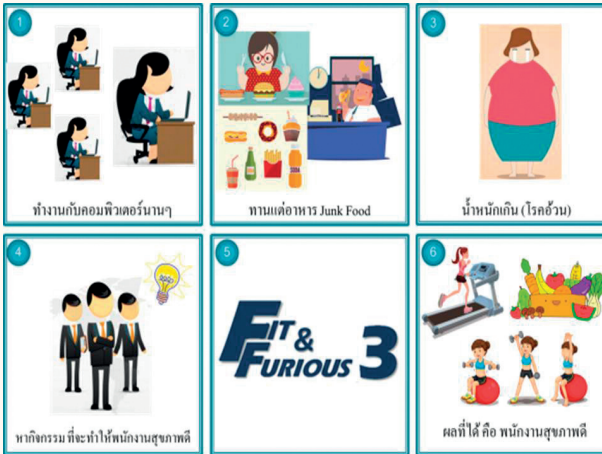 1
ทำงานกับคอมพิวเตอร์นานๆ
2
ทานแต่อาหาร Junk Food
3
น้ำหนักเกิน (โรคอ้วน)
4
หากิจกรรม ที่จะทำให้พนักงานสุขภาพดี
5
FIT &
FURIOUS 3
6
ผลที่ได้ คือ พนักงานสุขภาพดี